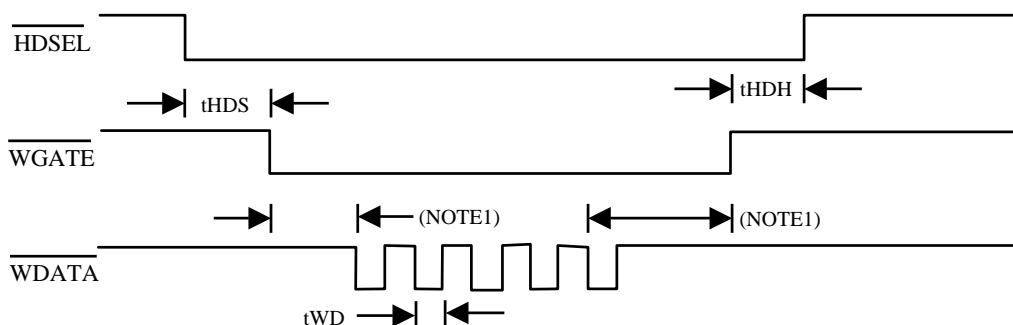 HDSEL
tHDS
tHDH
WGATE
(NOTE1)
(NOTE1)
WDATA
tWD